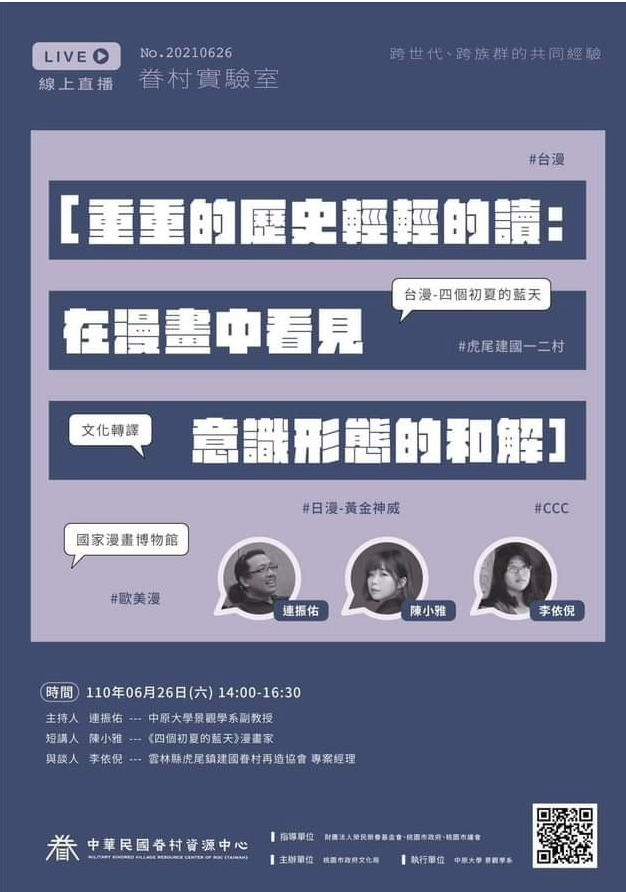 LIVE
線上直播
No.20210626
眷村實驗室
跨世代、跨族群的共同經驗
#台漫
[重重的歷史輕輕的讀:
台漫-四個初夏的藍天
在漫畫中看見
#虎尾建國一二村
文化轉譯
意識形態的和解]
#日漫-黃金神威
#CCC
國家漫畫博物館
#歐美漫
連振佑
陳小雅
李依倪
時間 110年06月26日(六) 14:00-16:30
主持人 連振佑 --- 中原大學景觀學系副教授
短講人 陳小雅 --- 《四個初夏的藍天》漫畫家
與談人 李依倪 --- 雲林縣虎尾鎮建國眷村再造協會 專案經理
眷 中華民國眷村資源中心
MILITARY KINDRED VILLAGE RESOURCE CENTER OF ROC (TAIWAN)
指導單位 財團法人榮民榮眷基金會、桃園市政府、桃園市議會
主辦單位 桃園市政府文化局
執行單位 中原大學 景觀學系